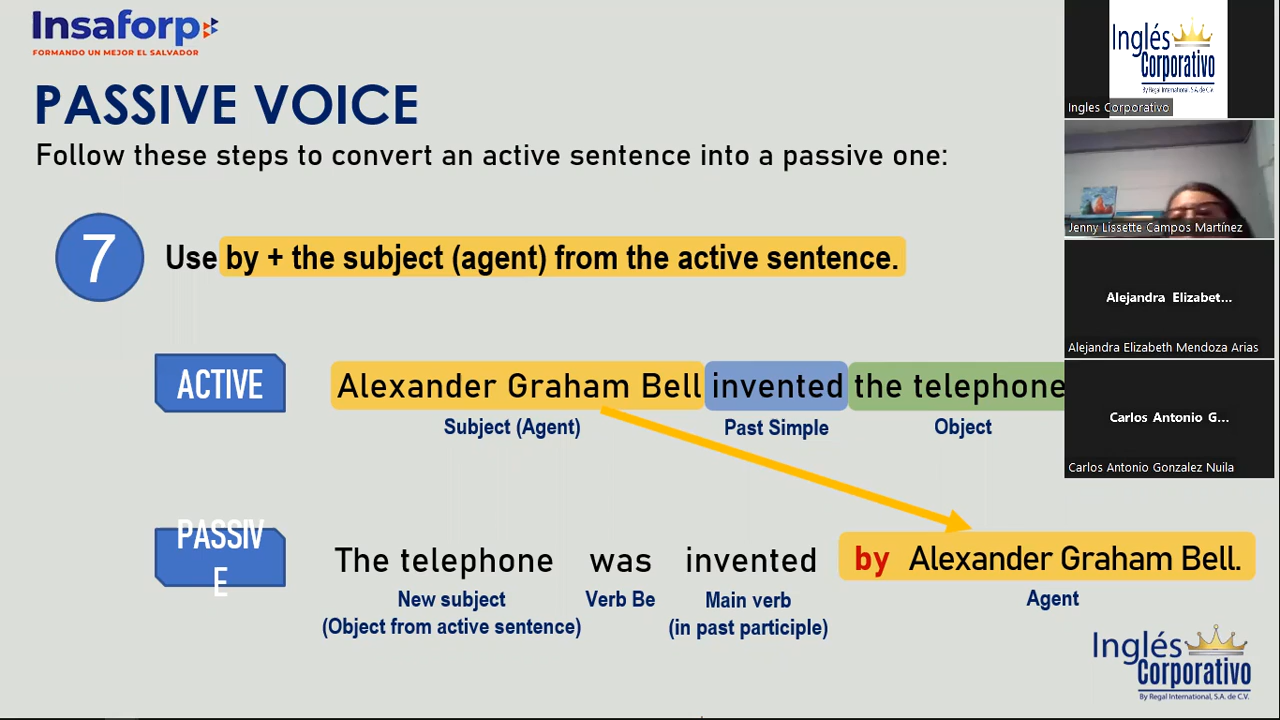 Insaforp
FORMANDO UN MEJOR EL SALVADOR
PASSIVE VOICE
Follow these steps to convert an active sentence into a passive one:
7
Use by + the subject (agent) from the active sentence.
ACTIVE
Alexander Graham Bell invented the telephone
Subject (Agent) Past Simple Object
PASSIV
E
The telephone was invented by Alexander Graham Bell.
New subject Verb Be Main verb Agent
(Object from active sentence) (in past participle)
Inglés
Corporativo
By Regal International, S.A. de C.V.
Inglés
Corporativo
By Regal International, S.A. de C.V.
Ingles Corporativo
Jenny Lissette Campos Martínez
Alejandra Elizabet...
Alejandra Elizabeth Mendoza Arias
Carlos Antonio G...
Carlos Antonio Gonzalez Nuila